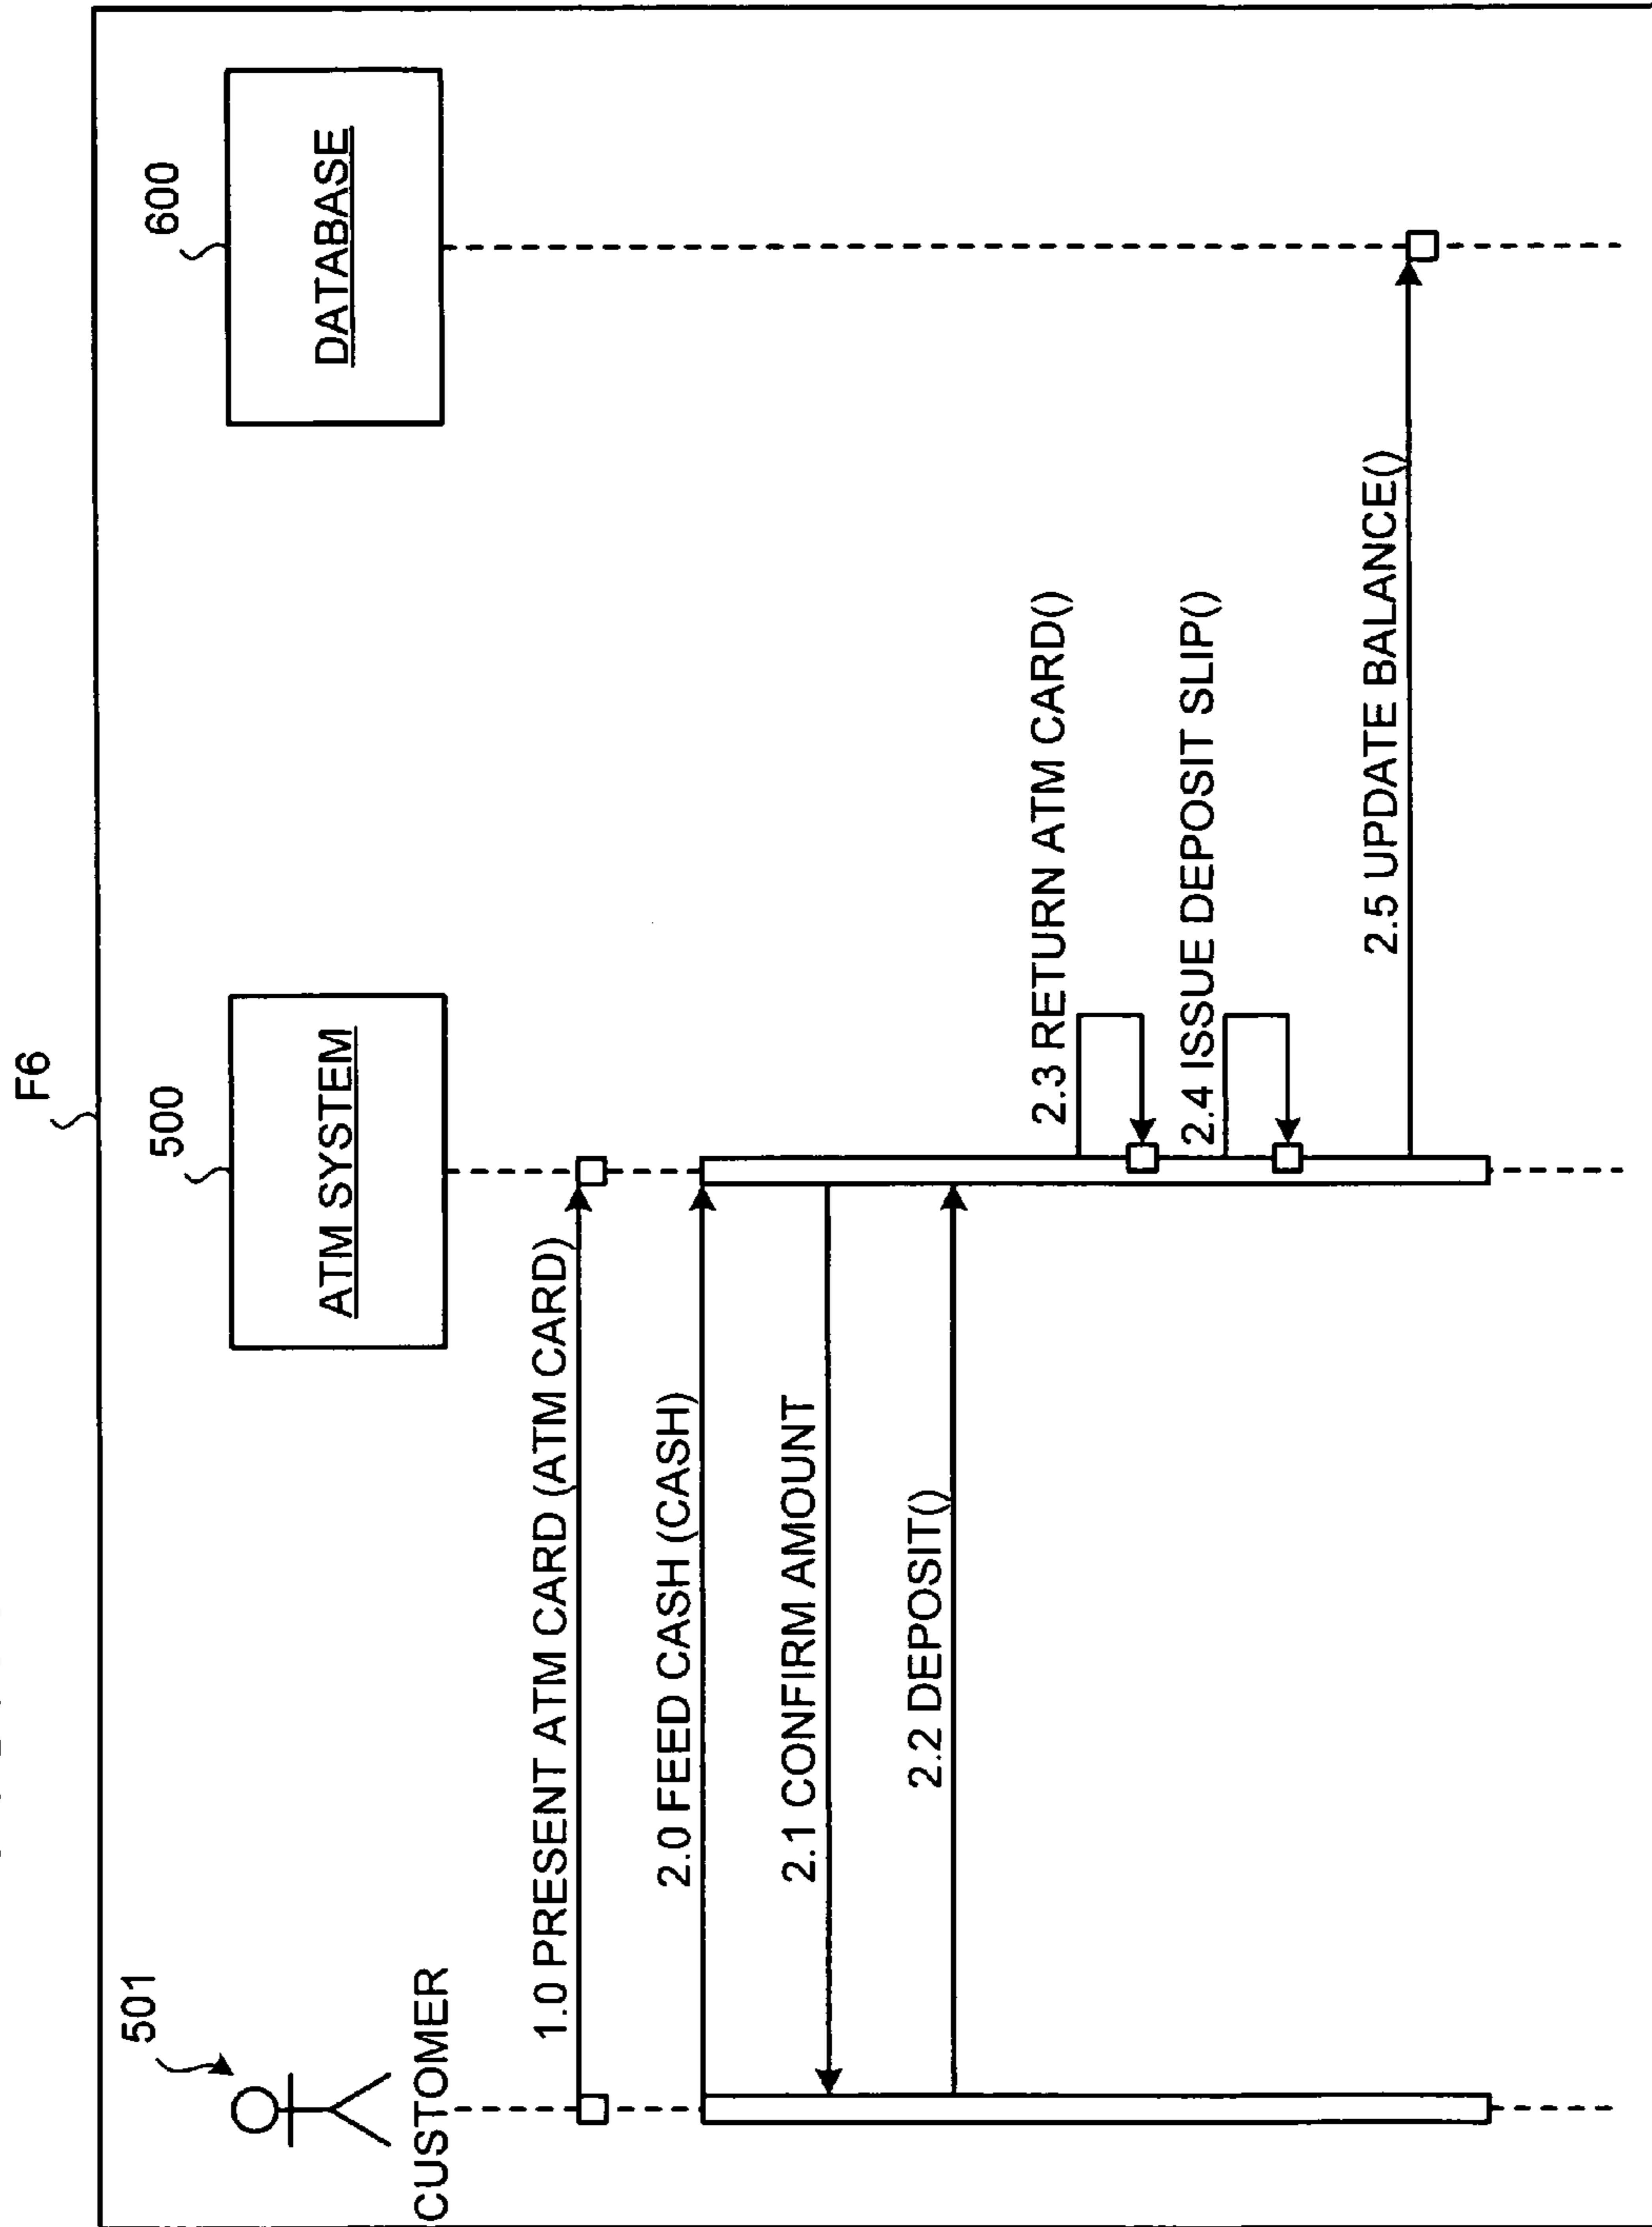 F6
501
500
600
CUSTOMER
ATM SYSTEM
DATABASE
1.0 PRESENT ATM CARD (ATM CARD)
2.0 FEED CASH (CASH)
2.1 CONFIRM AMOUNT
2.2 DEPOSIT()
2.3 RETURN ATM CARD()
2.4 ISSUE DEPOSIT SLIP()
2.5 UPDATE BALANCE()